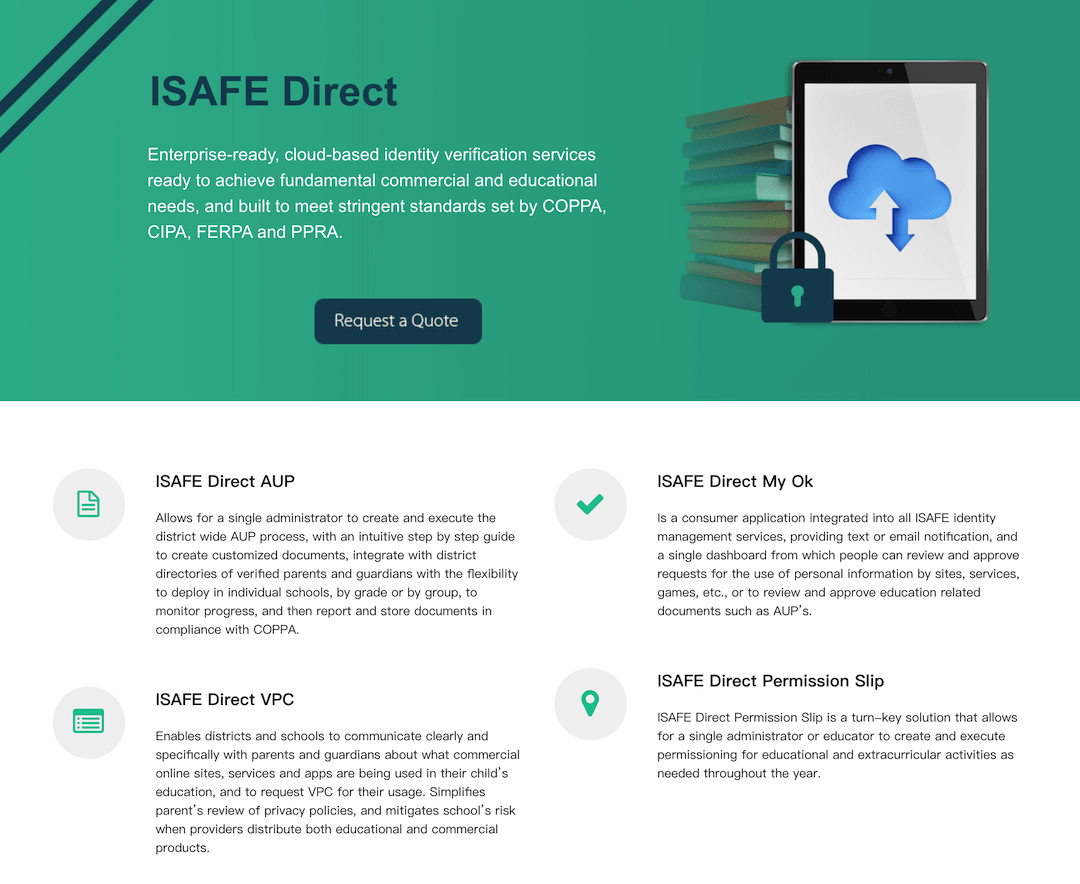 ISAFE Direct
Enterprise-ready, cloud-based identity verification services
ready to achieve fundamental commercial and educational
needs, and built to meet stringent standards set by COPPA,
CIPA, FERPA and PPRA.
Request a Quote
ISAFE Direct AUP
Allows for a single administrator to create and execute the
district wide AUP process, with an intuitive step by step guide
to create customized documents, integrate with district
directories of verified parents and guardians with the flexibility
to deploy in individual schools, by grade or by group, to
monitor progress, and then report and store documents in
compliance with COPPA.
ISAFE Direct My Ok
Is a consumer application integrated into all ISAFE identity
management services, providing text or email notification, and
a single dashboard from which people can review and approve
requests for the use of personal information by sites, services,
games, etc., or to review and approve education related
documents such as AUP's.
ISAFE Direct VPC
Enables districts and schools to communicate clearly and
specifically with parents and guardians about what commercial
online sites, services and apps are being used in their child's
education, and to request VPC for their usage. Simplifies
parent's review of privacy policies, and mitigates school's risk
when providers distribute both educational and commercial
products.
ISAFE Direct Permission Slip
ISAFE Direct Permission Slip is a turn-key solution that allows
for a single administrator or educator to create and execute
permissioning for educational and extracurricular activities as
needed throughout the year.